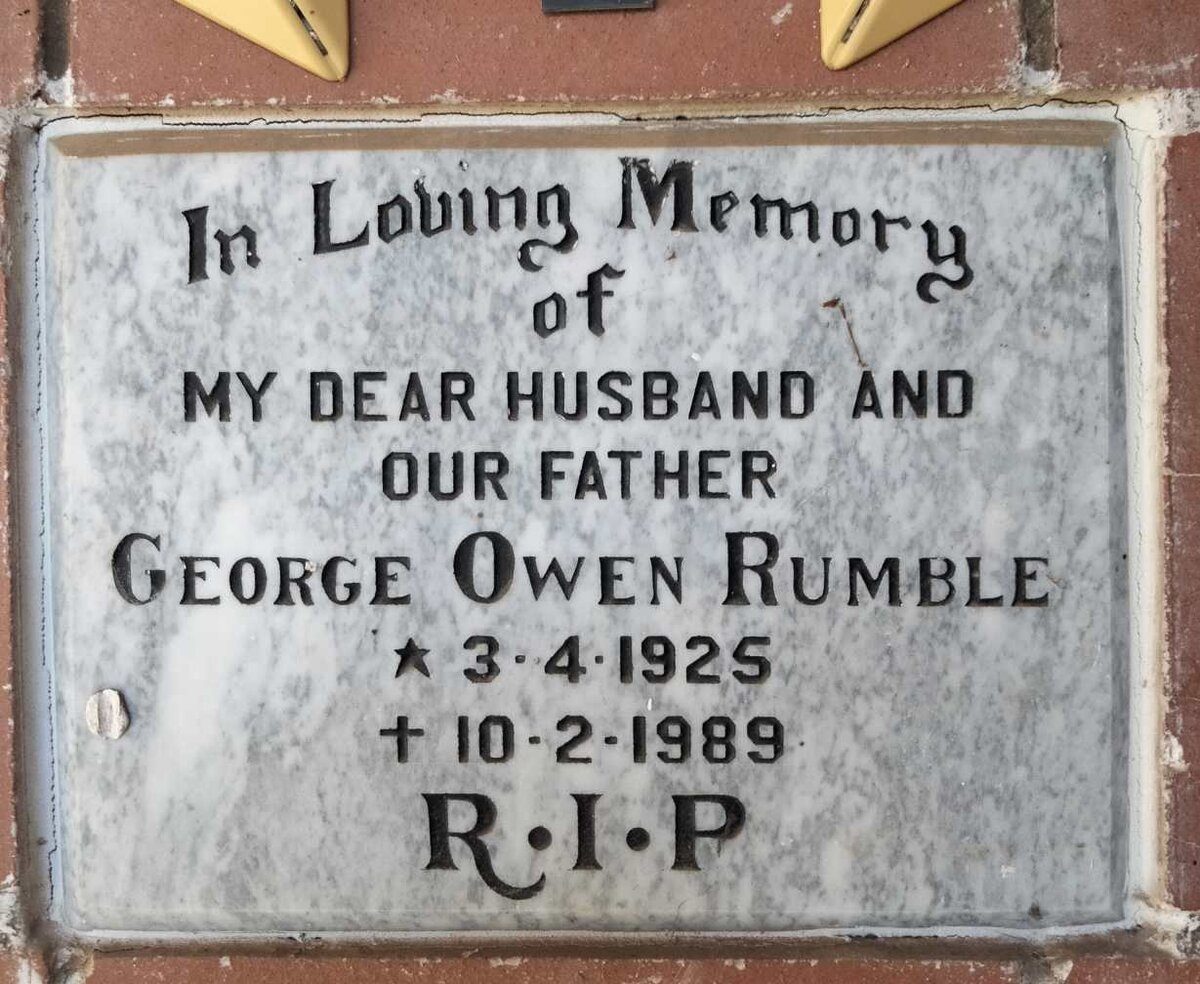 In Loving Memory
of
MY DEAR HUSBAND AND
OUR FATHER
GEORGE OWEN RUMBLE
★ 3·4·1925
✝ 10·2·1989
R·I·P